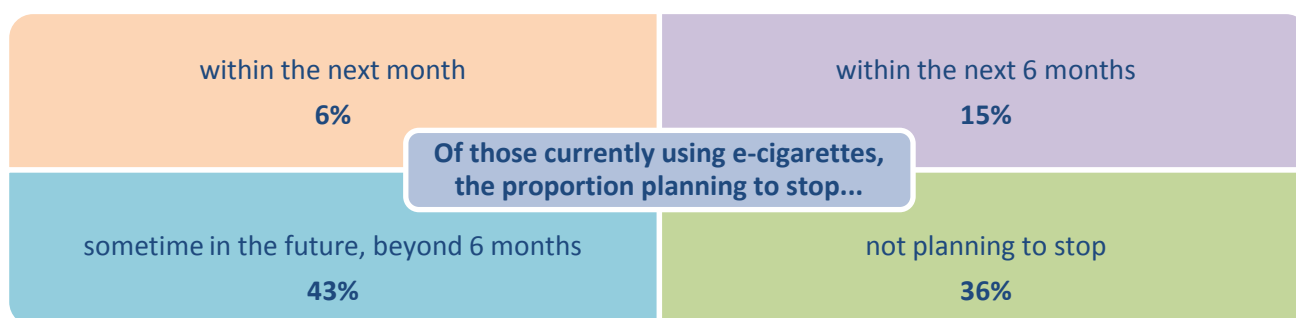 within the next month
6%
within the next 6 months
15%
Of those currently using e-cigarettes,
the proportion planning to stop...
sometime in the future, beyond 6 months
43%
not planning to stop
36%